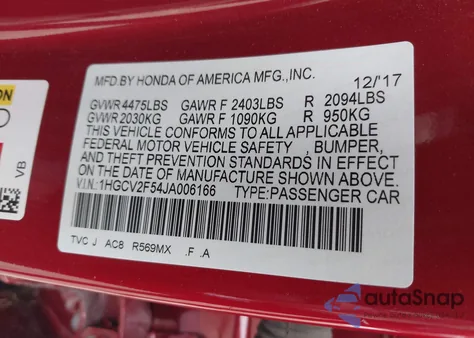 MFD.BY HONDA OF AMERICA MFG.,INC. 12/'17
GVWR 4475LBS GAWR F 2403LBS R 2094LBS
GVWR 2030KG GAWR F 1090KG R 950KG
THIS VEHICLE CONFORMS TO ALL APPLICABLE
FEDERAL MOTOR VEHICLE SAFETY , BUMPER,
AND THEFT PREVENTION STANDARDS IN EFFECT
ON THE DATE OF MANUFACTURE SHOWN ABOVE.
V.I.N.:1HGCV2F54JA006166 TYPE:PASSENGER CAR
TVC J AC8 R569MX .F .A
VB
autoSnap